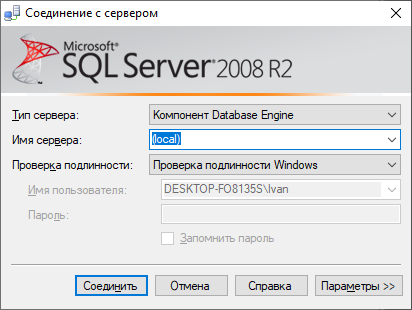 Соединение с сервером
Microsoft
SQL Server 2008 R2
Тип сервера: Компонент Database Engine
Имя сервера: (local)
Проверка подлинности: Проверка подлинности Windows
Имя пользователя: DESKTOP-FO8135S\Ivan
Пароль:
Запомнить пароль
Соединить Отмена Справка Параметры >>